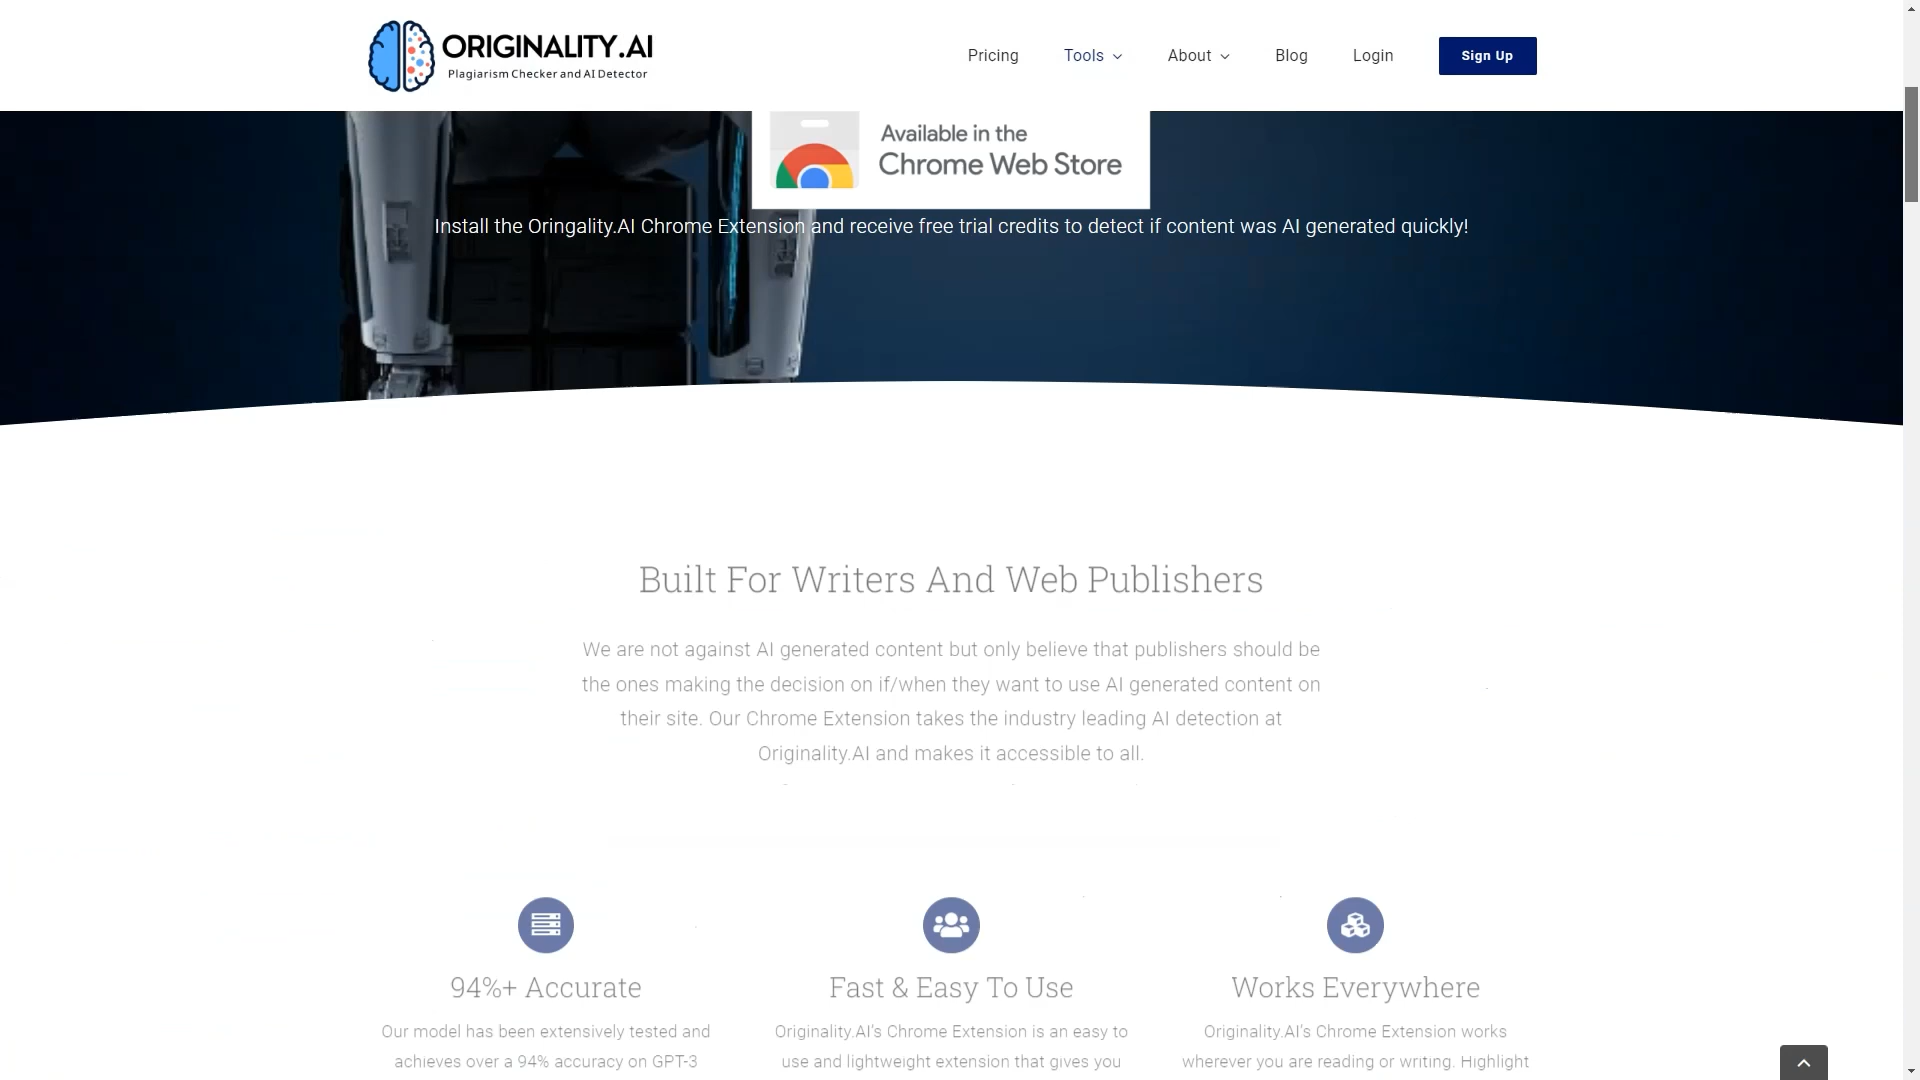 ORIGINALITY.AI
Plagiarism Checker and AI Detector
Pricing
Tools
About
Blog
Login
Sign Up
Available in the
Chrome Web Store
Install the Oringality.AI Chrome Extension and receive free trial credits to detect if content was AI generated quickly!
Built For Writers And Web Publishers
We are not against AI generated content but only believe that publishers should be
the ones making the decision on if/when they want to use AI generated content on
their site. Our Chrome Extension takes the industry leading AI detection at
Originality.AI and makes it accessible to all.
94%+ Accurate
Our model has been extensively tested and
achieves over a 94% accuracy on GPT-3
Fast & Easy To Use
Originality.AI's Chrome Extension is an easy to
use and lightweight extension that gives you
Works Everywhere
Originality.AI's Chrome Extension works
wherever you are reading or writing. Highlight